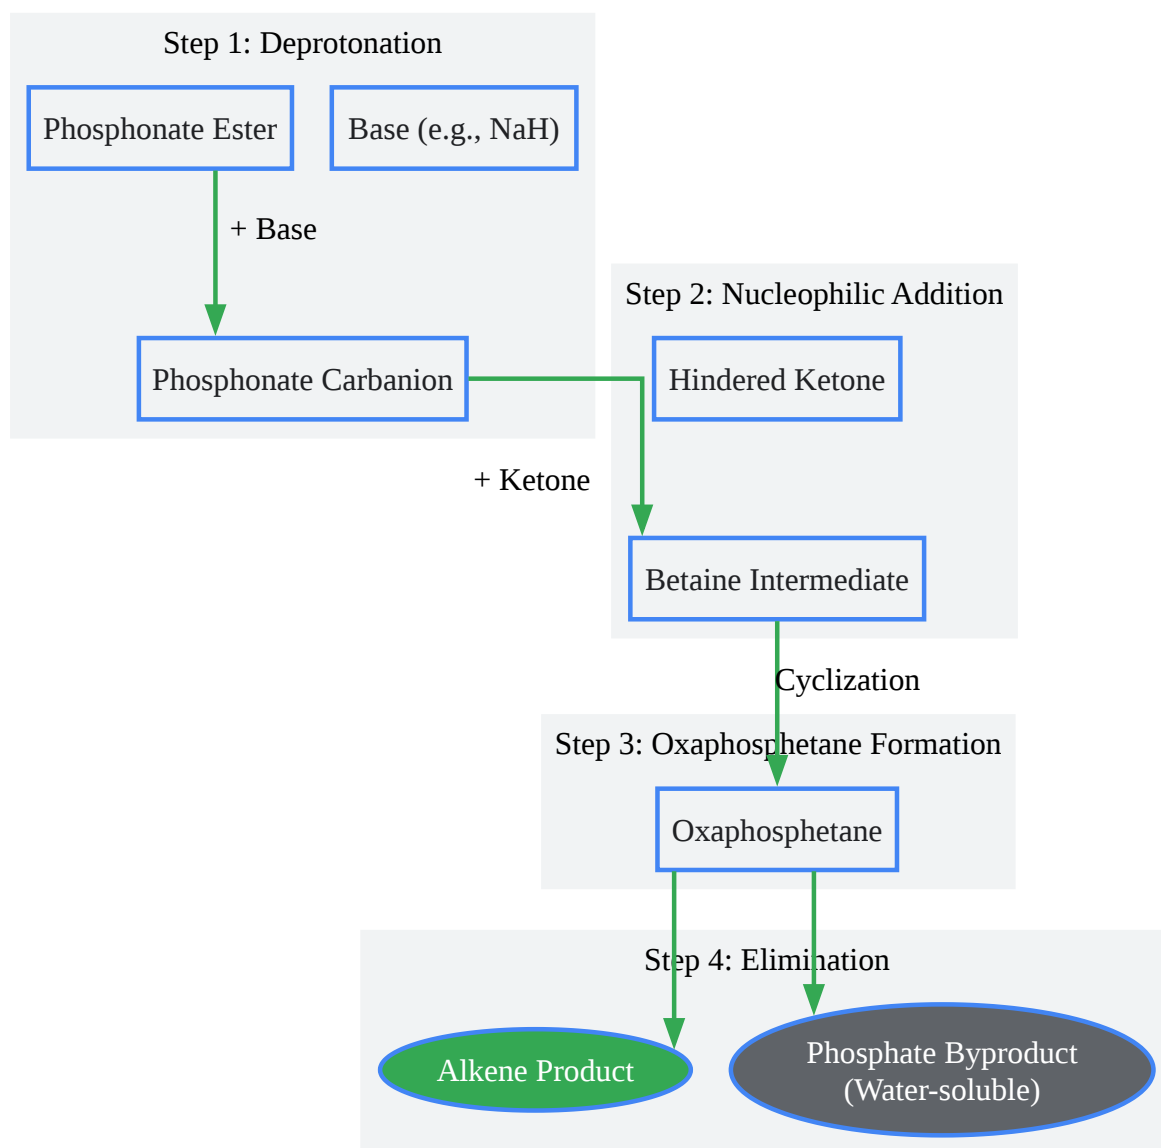 Step 1: Deprotonation
Phosphonate Ester
Base (e.g., NaH)
+ Base
Phosphonate Carbanion
Step 2: Nucleophilic Addition
Hindered Ketone
+ Ketone
Betaine Intermediate
Cyclization
Step 3: Oxaphosphetane Formation
Oxaphosphetane
Step 4: Elimination
Alkene Product
Phosphate Byproduct
(Water-soluble)